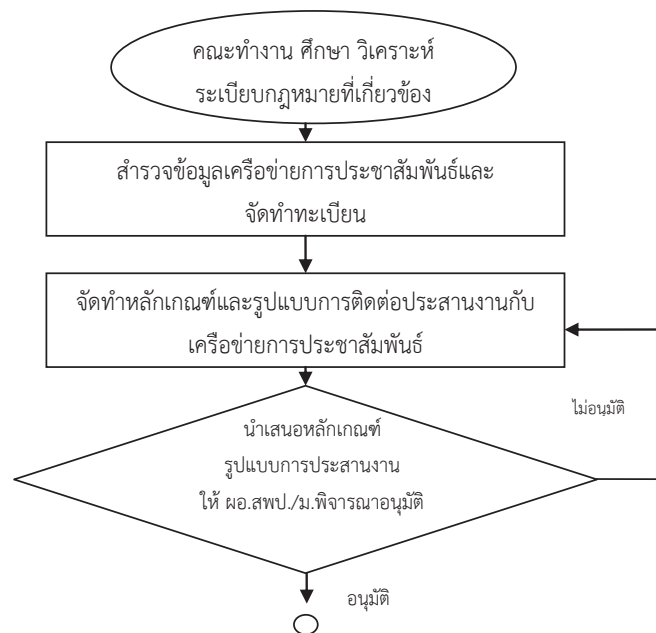 คณะทำงาน ศึกษา วิเคราะห์
ระเบียบกฎหมายที่เกี่ยวข้อง
สำรวจข้อมูลเครือข่ายการประชาสัมพันธ์และ
จัดทำทะเบียน
จัดทำหลักเกณฑ์และรูปแบบการติดต่อประสานงานกับ
เครือข่ายการประชาสัมพันธ์
ไม่อนุมัติ
นำเสนอหลักเกณฑ์
รูปแบบการประสานงาน
ให้ ผอ.สพป./ม.พิจารณาอนุมัติ
อนุมัติ